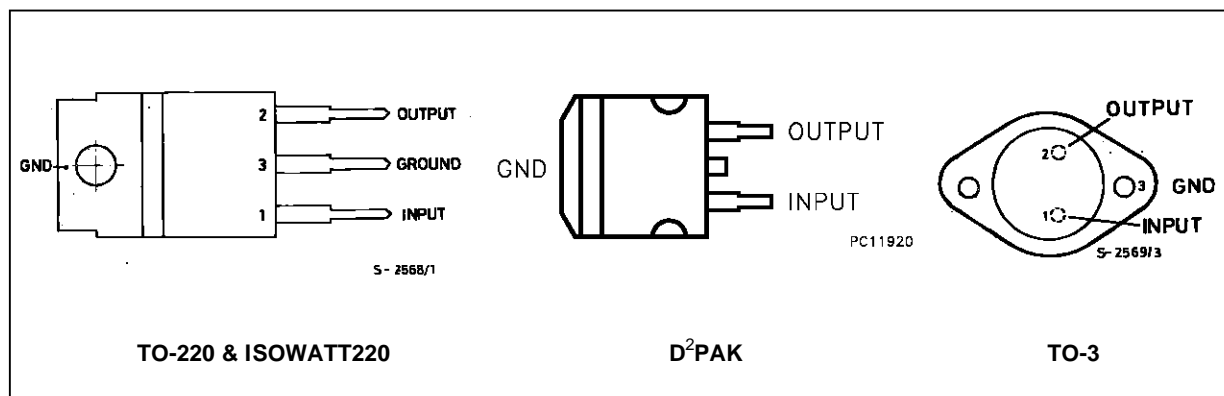 2 OUTPUT
GND 3 GROUND
1 INPUT
S-2568/1
TO-220 & ISOWATT220
OUTPUT
GND
INPUT
PC11920
D²PAK
OUTPUT
2
3 GND
1
INPUT
S-2569/3
TO-3